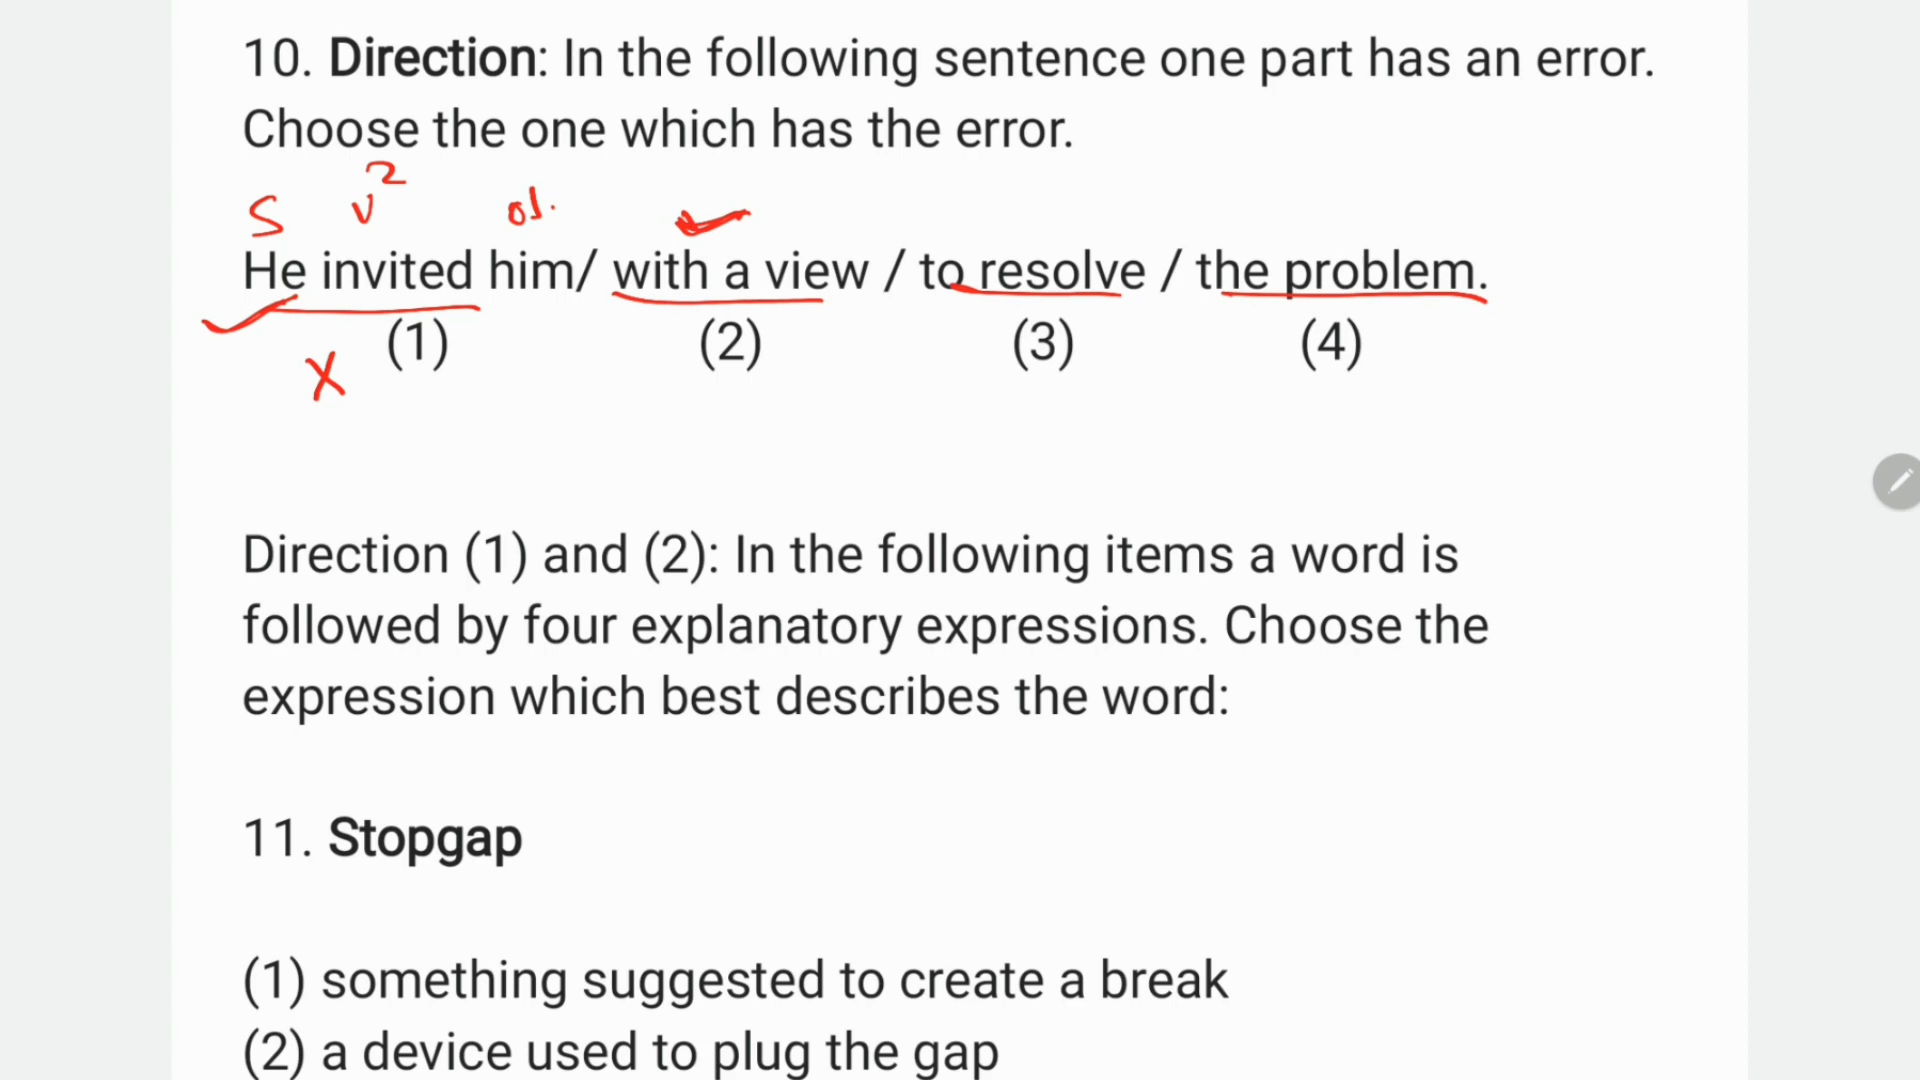 10. Direction: In the following sentence one part has an error.
Choose the one which has the error.
S v2 ob.
He invited him/ with a view / to resolve / the problem.
(1) (2) (3) (4)
X
Direction (1) and (2): In the following items a word is
followed by four explanatory expressions. Choose the
expression which best describes the word:
11. Stopgap
(1) something suggested to create a break
(2) a device used to plug the gap